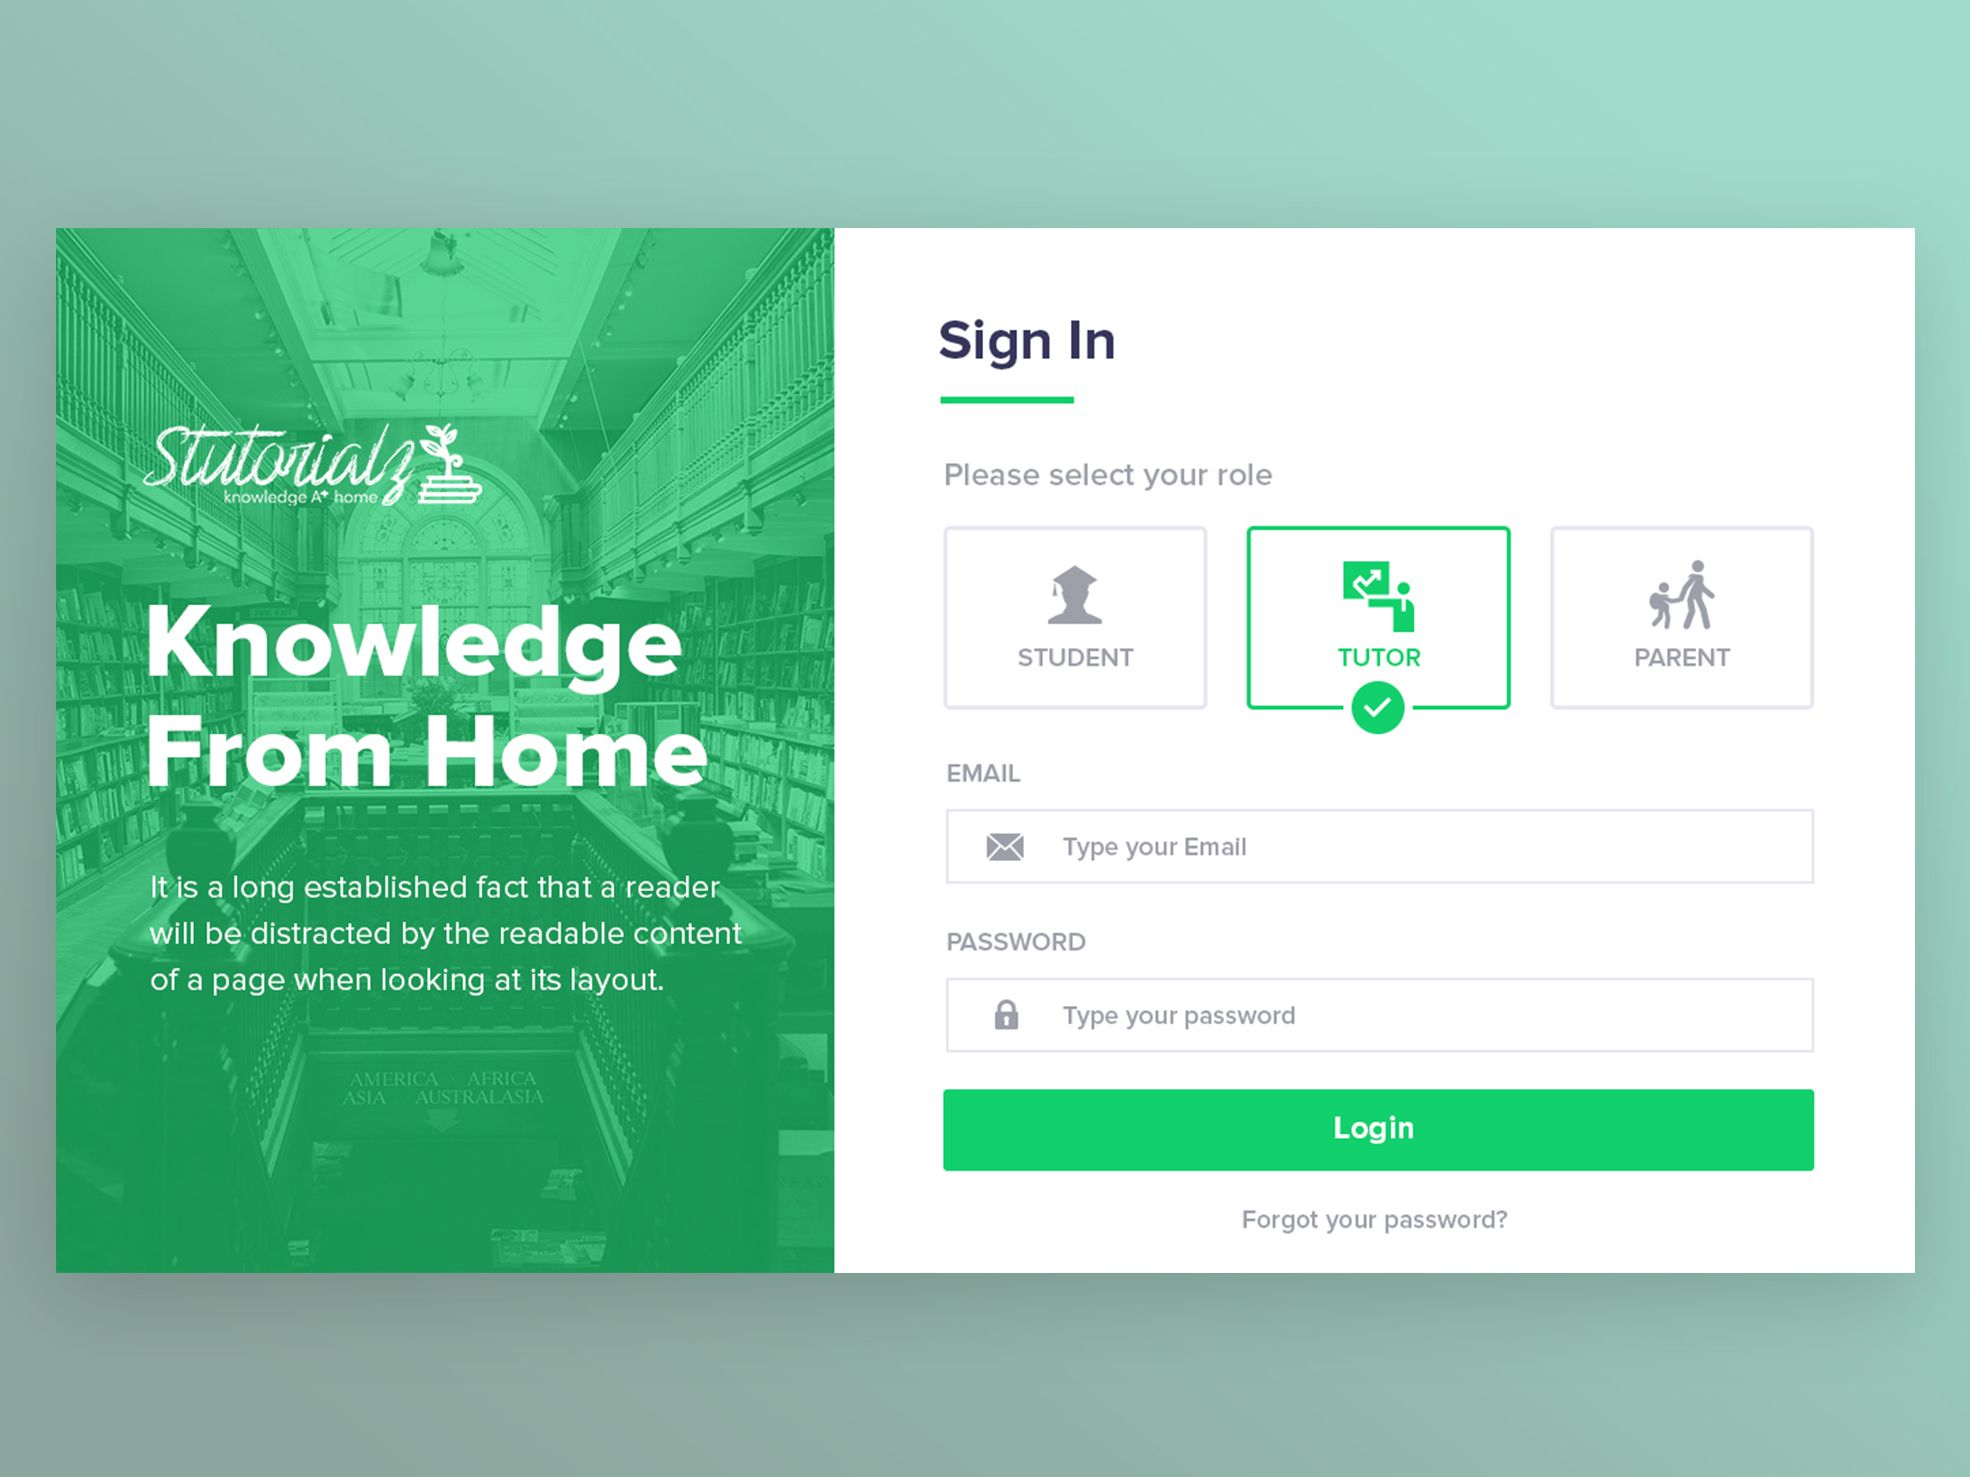 Stutorialz
knowledge A+ home
Knowledge
From Home
It is a long established fact that a reader
will be distracted by the readable content
of a page when looking at its layout.
AMERICA AFRICA
ASIA AUSTRALASIA
Sign In
Please select your role
STUDENT
TUTOR
PARENT
EMAIL
Type your Email
PASSWORD
Type your password
Login
Forgot your password?